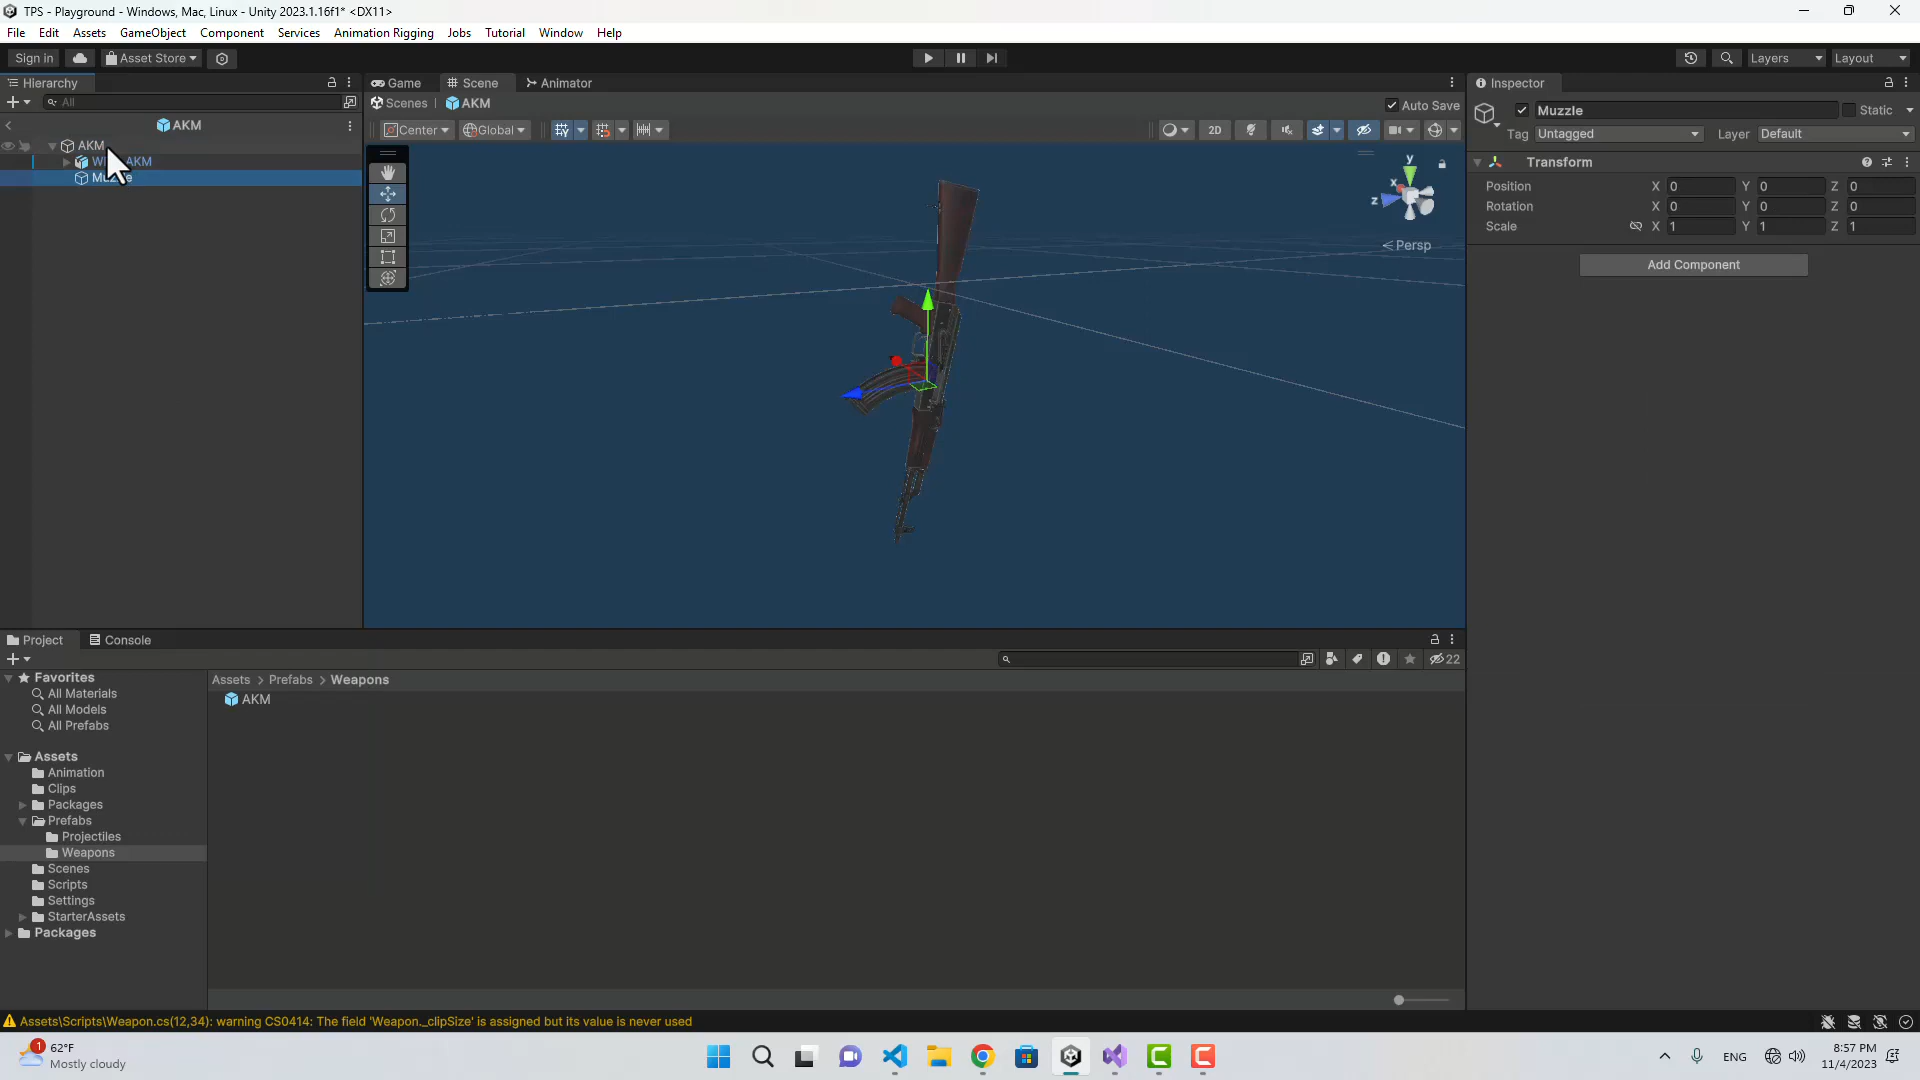 TPS - Playground - Windows, Mac, Linux - Unity 2023.1.16f1* <DX11>
File Edit Assets GameObject Component Services Animation Rigging Jobs Tutorial Window Help
Sign in Asset Store Layers Layout
Hierarchy Game Scene Animator Inspector
All Scenes AKM Auto Save Muzzle Static
AKM Center Global 2D Tag Untagged Layer Default
AKM
AKM Transform
Position X 0 Y 0 Z 0
Rotation X 0 Y 0 Z 0
Scale X 1 Y 1 Z 1
y
x
z
Persp
Add Component
Project Console
22
Favorites
All Materials
All Models
All Prefabs
Assets > Prefabs > Weapons
AKM
Assets
Animation
Clips
Packages
Prefabs
Projectiles
Weapons
Scenes
Scripts
Settings
StarterAssets
Packages
Assets\Scripts\Weapon.cs(12,34): warning CS0414: The field 'Weapon._clipSize' is assigned but its value is never used
1
62°F
Mostly cloudy
ENG
8:57 PM
11/4/2023